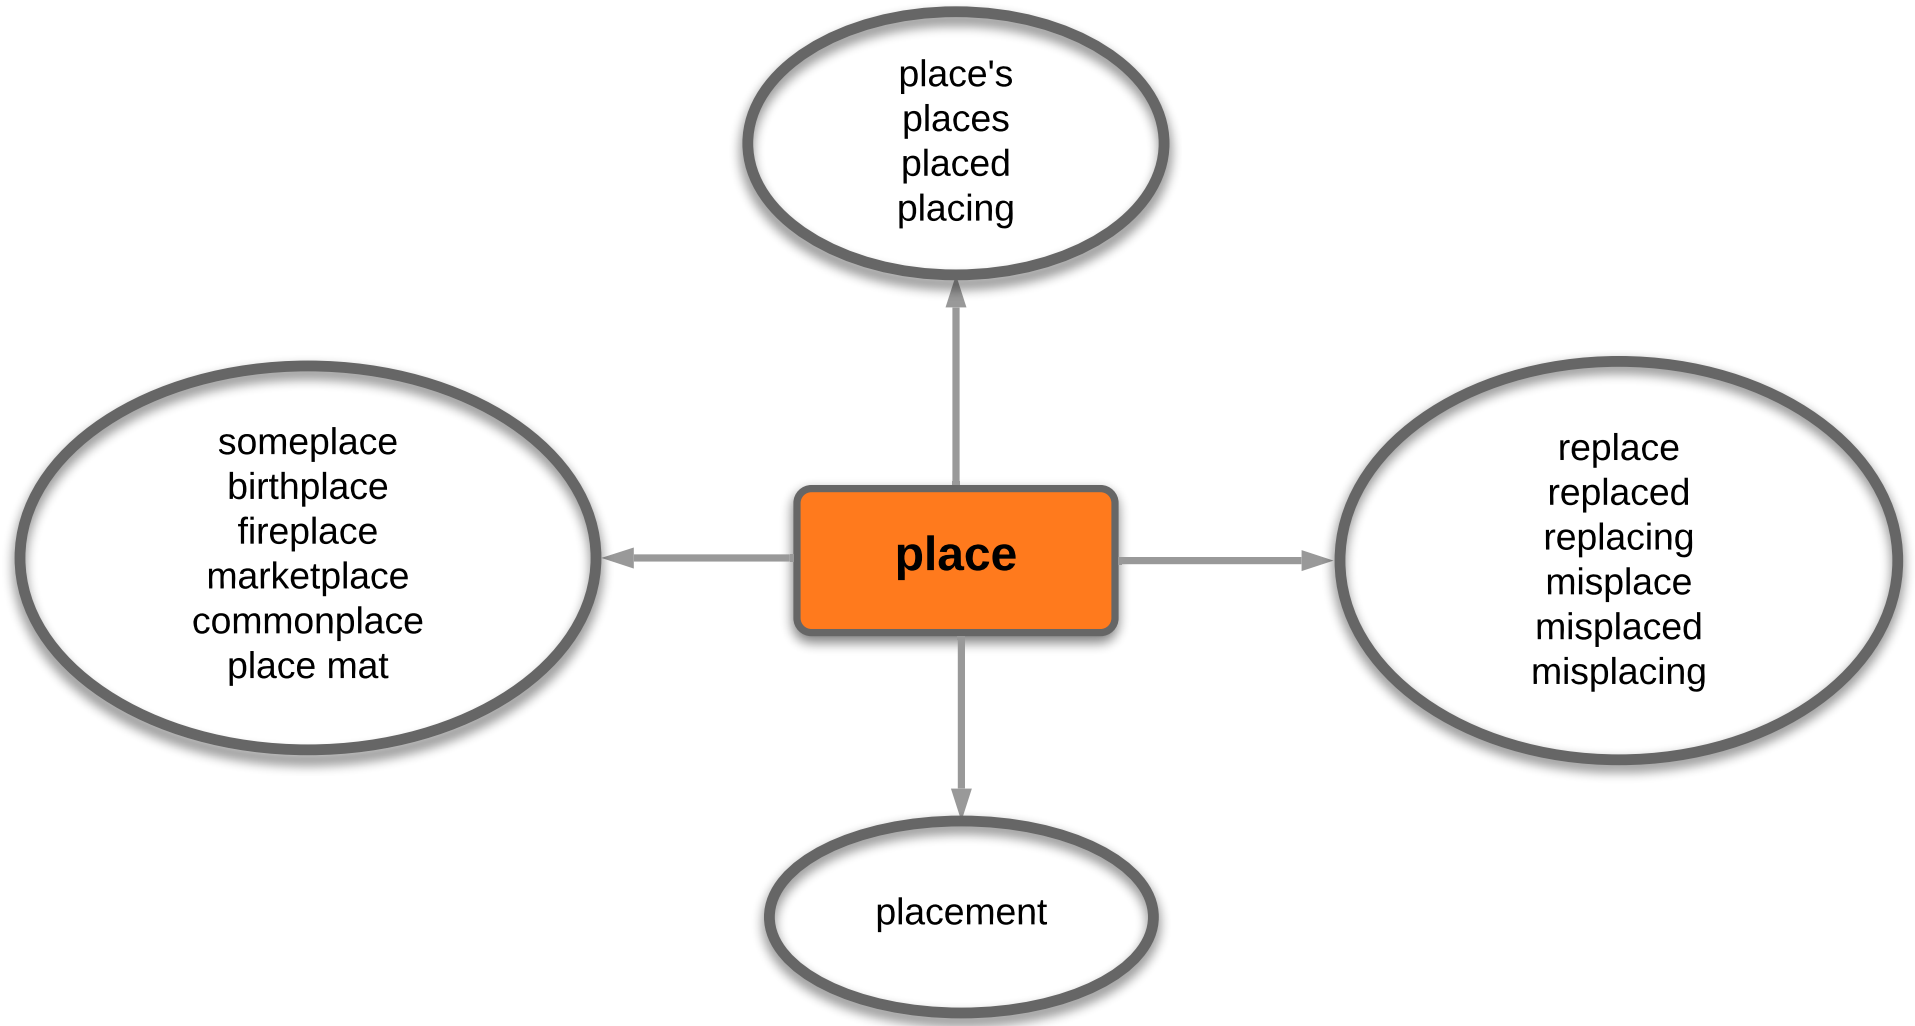 place's
places
placed
placing
someplace
birthplace
fireplace
marketplace
commonplace
place mat
place
replace
replaced
replacing
misplace
misplaced
misplacing
placement